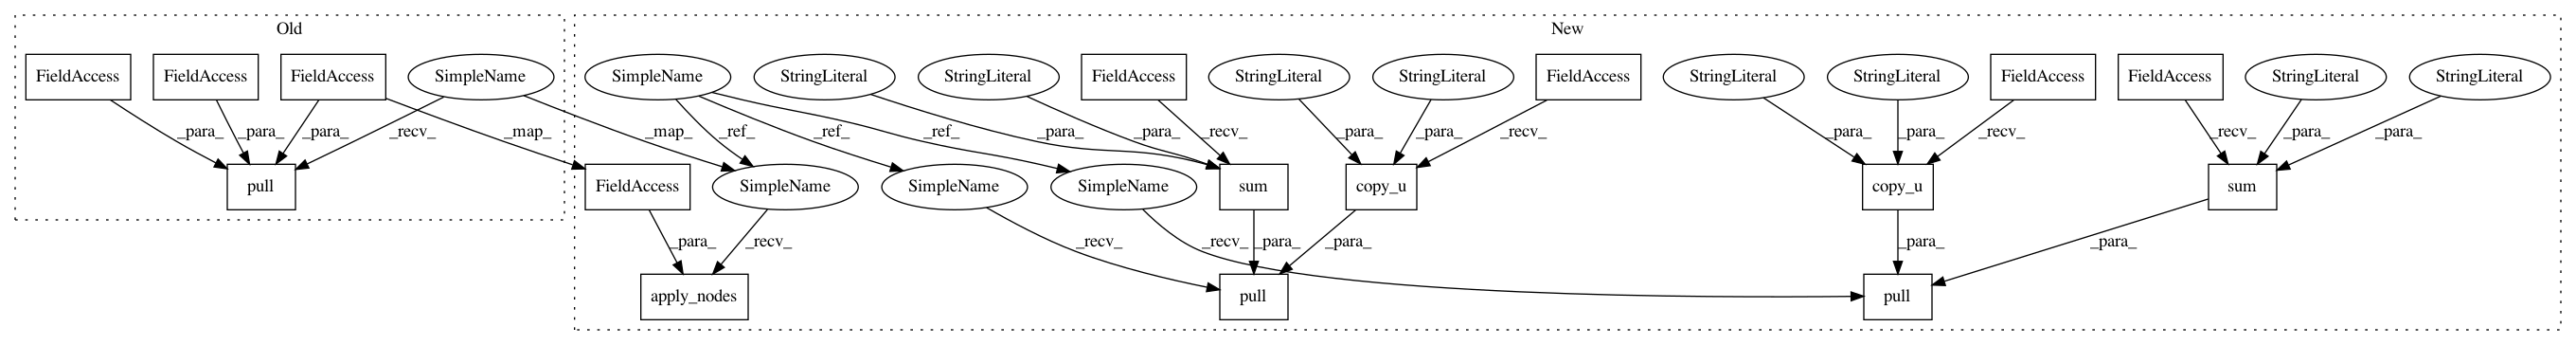 Old
New
FieldAccess FieldAccess FieldAccess SimpleName SimpleName StringLiteral StringLiteral FieldAccess StringLiteral StringLiteral FieldAccess StringLiteral StringLiteral FieldAccess FieldAccess StringLiteral StringLiteral
_para_ _para_ _para_ _recv_ _map_ _map_ _ref_ _ref_ _ref_ _para_ _para_ _recv_ _para_ _para_ _recv_ _para_ _para_ _recv_ _recv_ _para_ _para_
pull FieldAccess SimpleName SimpleName SimpleName sum copy_u copy_u sum
_para_ _recv_ _recv_ _recv_ _para_ _para_ _para_ _para_
apply_nodes pull pull